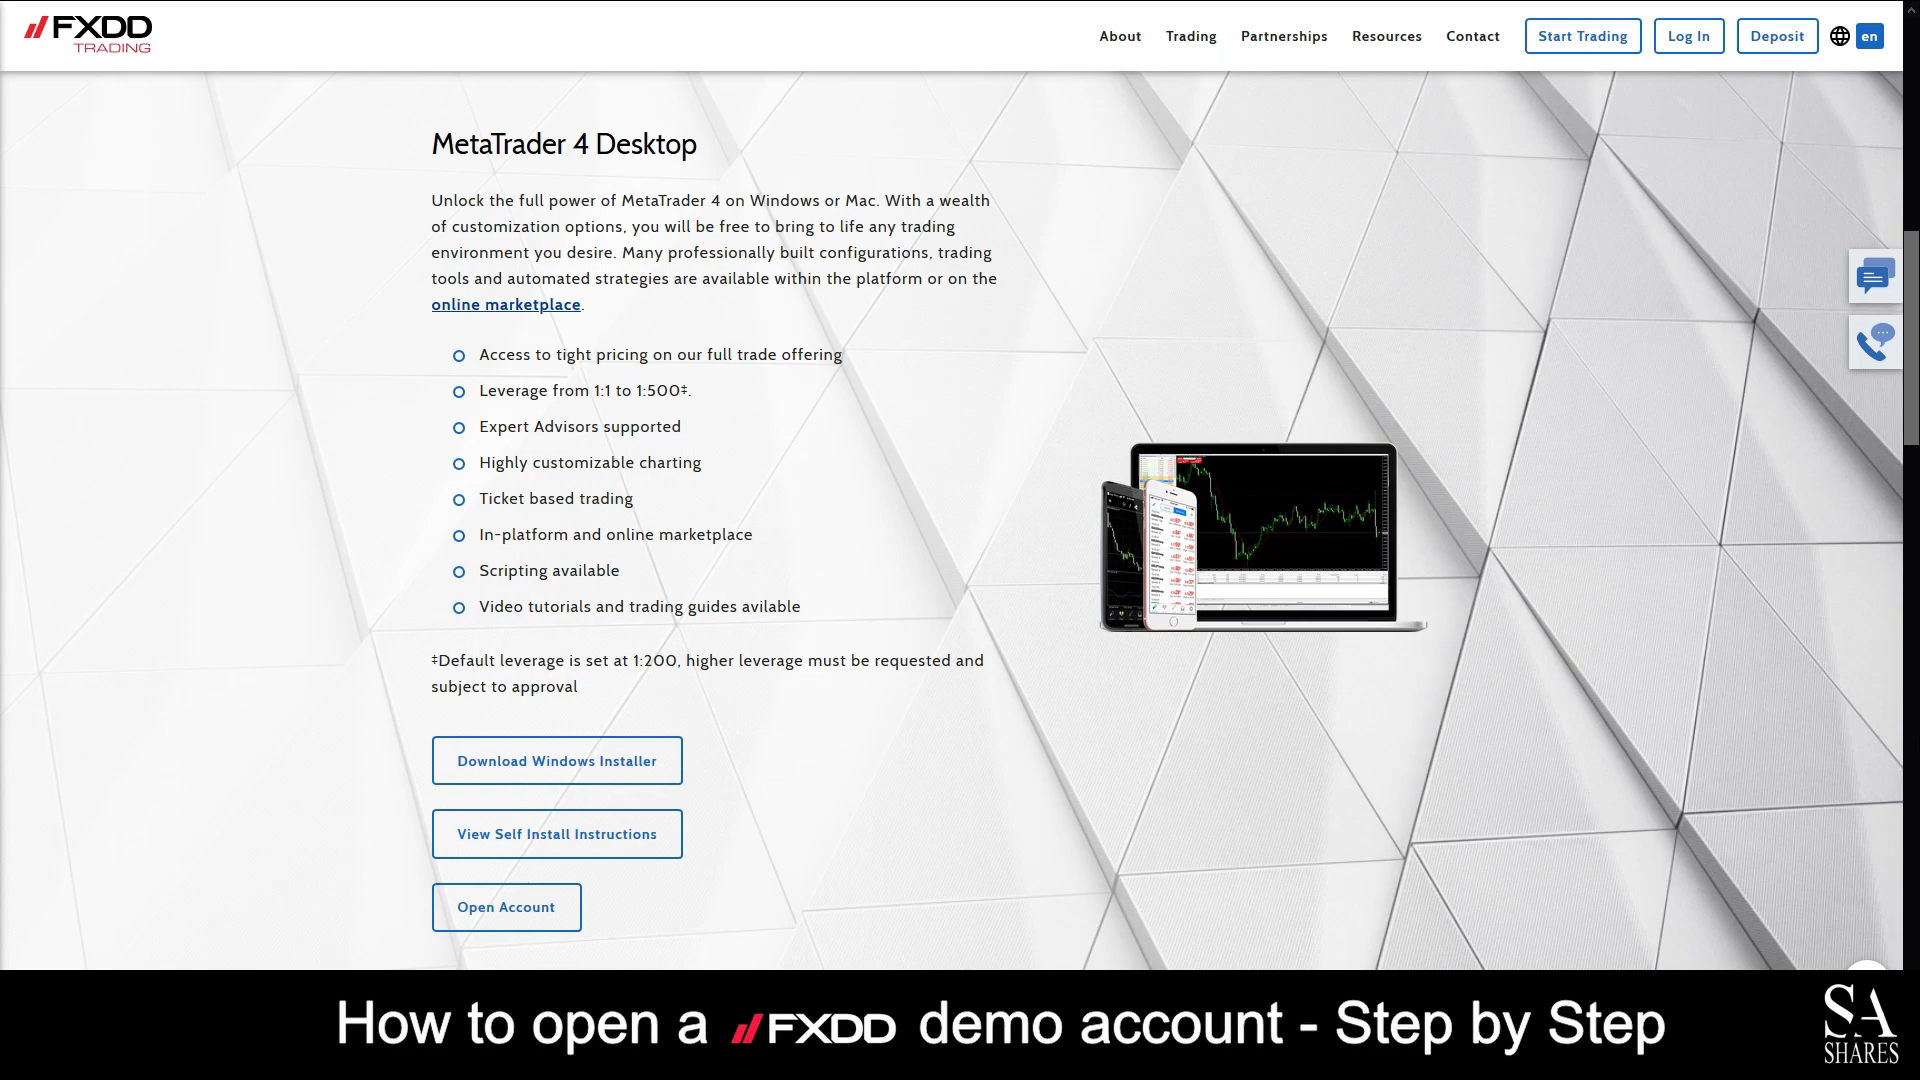 FXDD
TRADING
About Trading Partnerships Resources Contact Start Trading Log In Deposit en
MetaTrader 4 Desktop
Unlock the full power of MetaTrader 4 on Windows or Mac. With a wealth
of customization options, you will be free to bring to life any trading
environment you desire. Many professionally built configurations, trading
tools and automated strategies are available within the platform or on the
online marketplace.
Access to tight pricing on our full trade offering
Leverage from 1:1 to 1:500‡.
Expert Advisors supported
Highly customizable charting
Ticket based trading
In-platform and online marketplace
Scripting available
Video tutorials and trading guides avilable
‡Default leverage is set at 1:200, higher leverage must be requested and
subject to approval
Download Windows Installer
View Self Install Instructions
Open Account
How to open a FXDD demo account - Step by Step
SA
SHARES